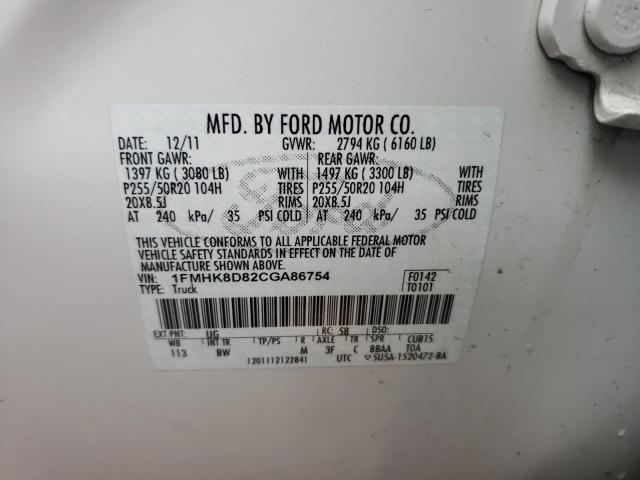 MFD. BY FORD MOTOR CO.
DATE: 12/11 GVWR: 2794 KG ( 6160 LB)
FRONT GAWR: REAR GAWR:
1397 KG ( 3080 LB) WITH 1497 KG ( 3300 LB) WITH
P255/50R20 104H TIRES P255/50R20 104H TIRES
20X8.5J RIMS 20X8.5J RIMS
AT 240 kPa/ 35 PSI COLD AT 240 kPa/ 35 PSI COLD
THIS VEHICLE CONFORMS TO ALL APPLICABLE FEDERAL MOTOR
VEHICLE SAFETY STANDARDS IN EFFECT ON THE DATE OF
MANUFACTURE SHOWN ABOVE.
VIN: 1FMHK8D82CGA86754 F0142
TYPE: Truck T0101
EXT PNT: UG RC: 58 DSO:
WB INT TR TP/PS R AXLE TR CUB1S
113 BW M 3F C BBAA TOA
1201112122841 UTC ▽5U5A-1520472-BA